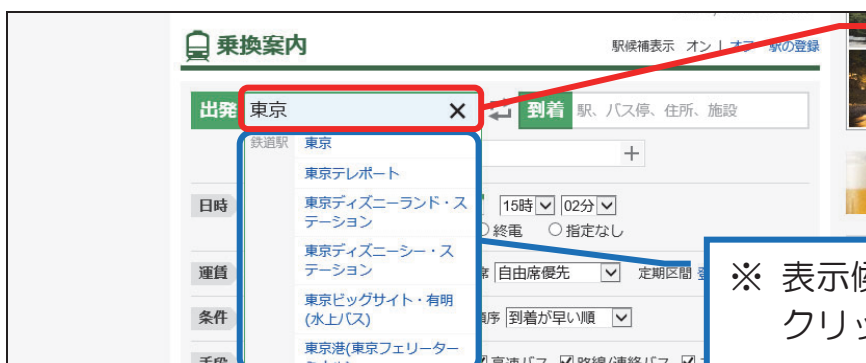 乗換案内
駅候補表示 オン | オフ 駅の登録
出発 東京 到着 駅、バス停、住所、施設
鉄道駅 東京
東京テレポート
日時 東京ディズニーランド・ス
テーション
15時 02分
終電 指定なし
東京ディズニーシー・ス
テーション
運賃 自由席優先 定期区間
東京ビッグサイト・有明
(水上バス)
条件 順序 到着が早い順
東京港(東京フェリーター
手段 高速バス 路線/連絡バス
※ 表示候
クリッ